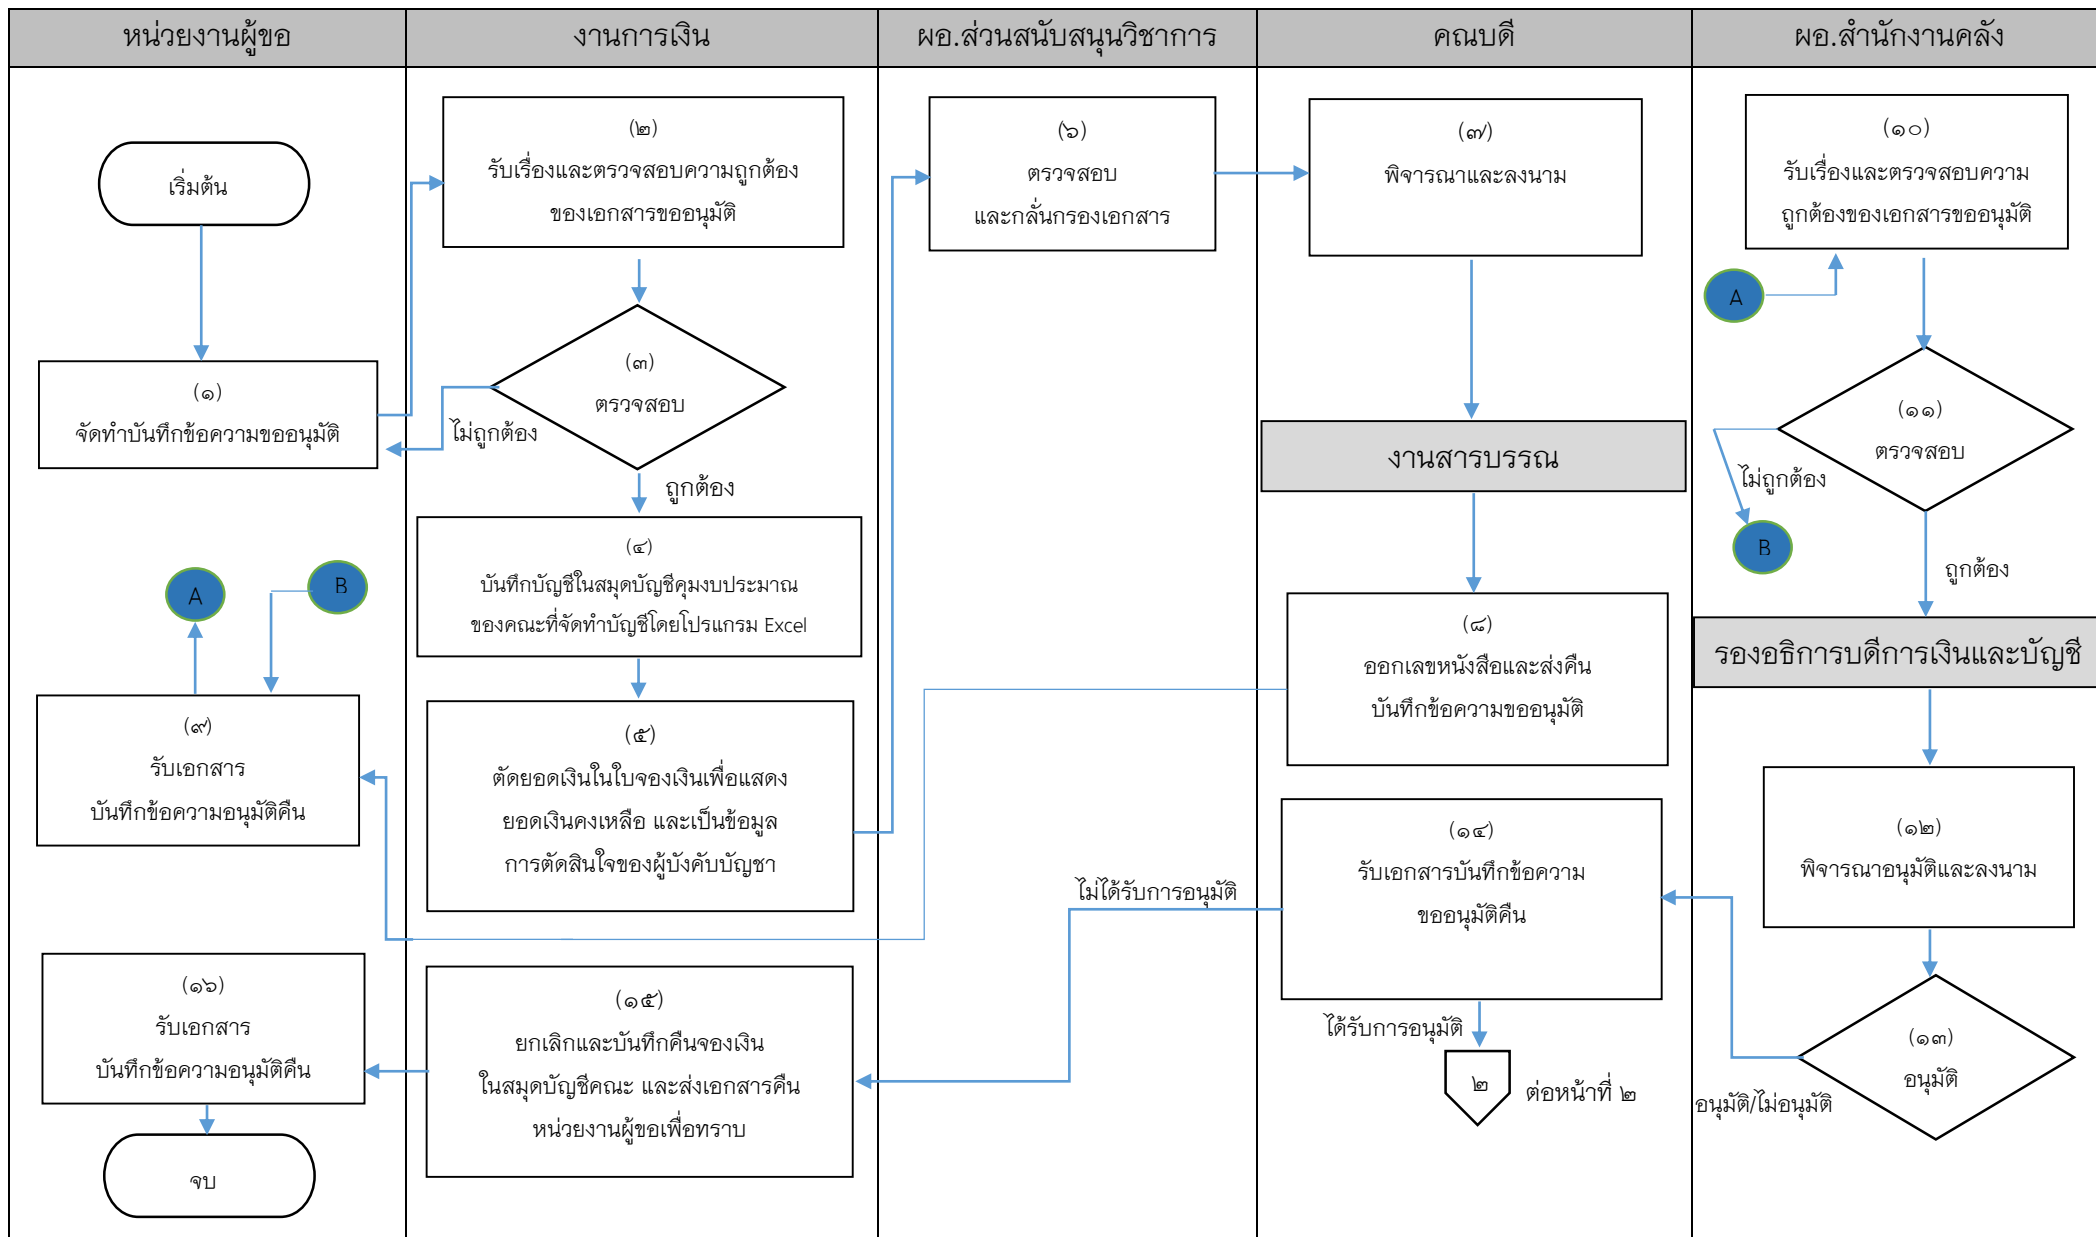 หน่วยงานผู้ขอ
งานการเงิน
ผอ.ส่วนสนับสนุนวิชาการ
คณบดี
ผอ.สำนักงานคลัง
เริ่มต้น
(๑)
จัดทำบันทึกข้อความขออนุมัติ
A
B
(๙)
รับเอกสาร
บันทึกข้อความอนุมัติคืน
(๑๖)
รับเอกสาร
บันทึกข้อความอนุมัติคืน
จบ
(๒)
รับเรื่องและตรวจสอบความถูกต้อง
ของเอกสารขออนุมัติ
(๓)
ตรวจสอบ
ไม่ถูกต้อง
ถูกต้อง
(๔)
บันทึกบัญชีในสมุดบัญชีคุมงบประมาณ
ของคณะที่จัดทำบัญชีโดยโปรแกรม Excel
(๕)
ตัดยอดเงินในใบจองเงินเพื่อแสดง
ยอดเงินคงเหลือ และเป็นข้อมูล
การตัดสินใจของผู้บังคับบัญชา
(๑๕)
ยกเลิกและบันทึกคืนจองเงิน
ในสมุดบัญชีคณะ และส่งเอกสารคืน
หน่วยงานผู้ขอเพื่อทราบ
(๖)
ตรวจสอบ
และกลั่นกรองเอกสาร
ไม่ได้รับการอนุมัติ
(๗)
พิจารณาและลงนาม
งานสารบรรณ
(๘)
ออกเลขหนังสือและส่งคืน
บันทึกข้อความขออนุมัติ
(๑๔)
รับเอกสารบันทึกข้อความ
ขออนุมัติคืน
ได้รับการอนุมัติ
๒
ต่อหน้าที่ ๒
(๑๐)
รับเรื่องและตรวจสอบความ
ถูกต้องของเอกสารขออนุมัติ
A
(๑๑)
ตรวจสอบ
ไม่ถูกต้อง
B
ถูกต้อง
รองอธิการบดีการเงินและบัญชี
(๑๒)
พิจารณาอนุมัติและลงนาม
(๑๓)
อนุมัติ
อนุมัติ/ไม่อนุมัติ